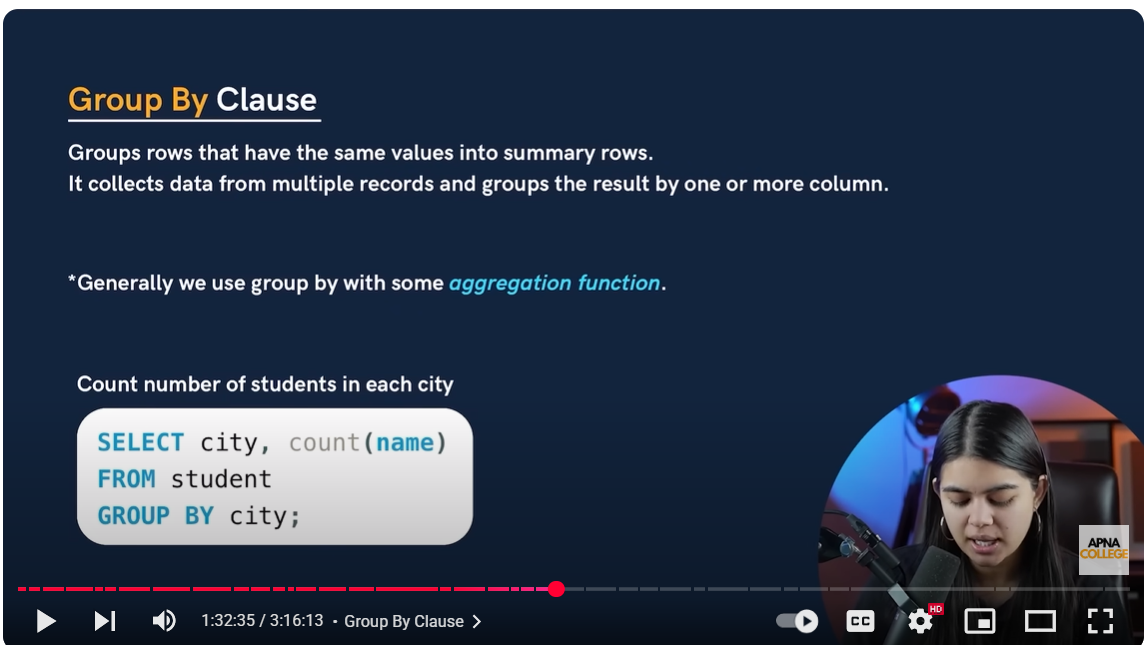 Group By Clause
Groups rows that have the same values into summary rows.
It collects data from multiple records and groups the result by one or more column.
*Generally we use group by with some aggregation function.
Count number of students in each city
SELECT city, count(name)
FROM student
GROUP BY city;
APNA
COLLEGE
1:32:35 / 3:16:13 • Group By Clause
CC
HD